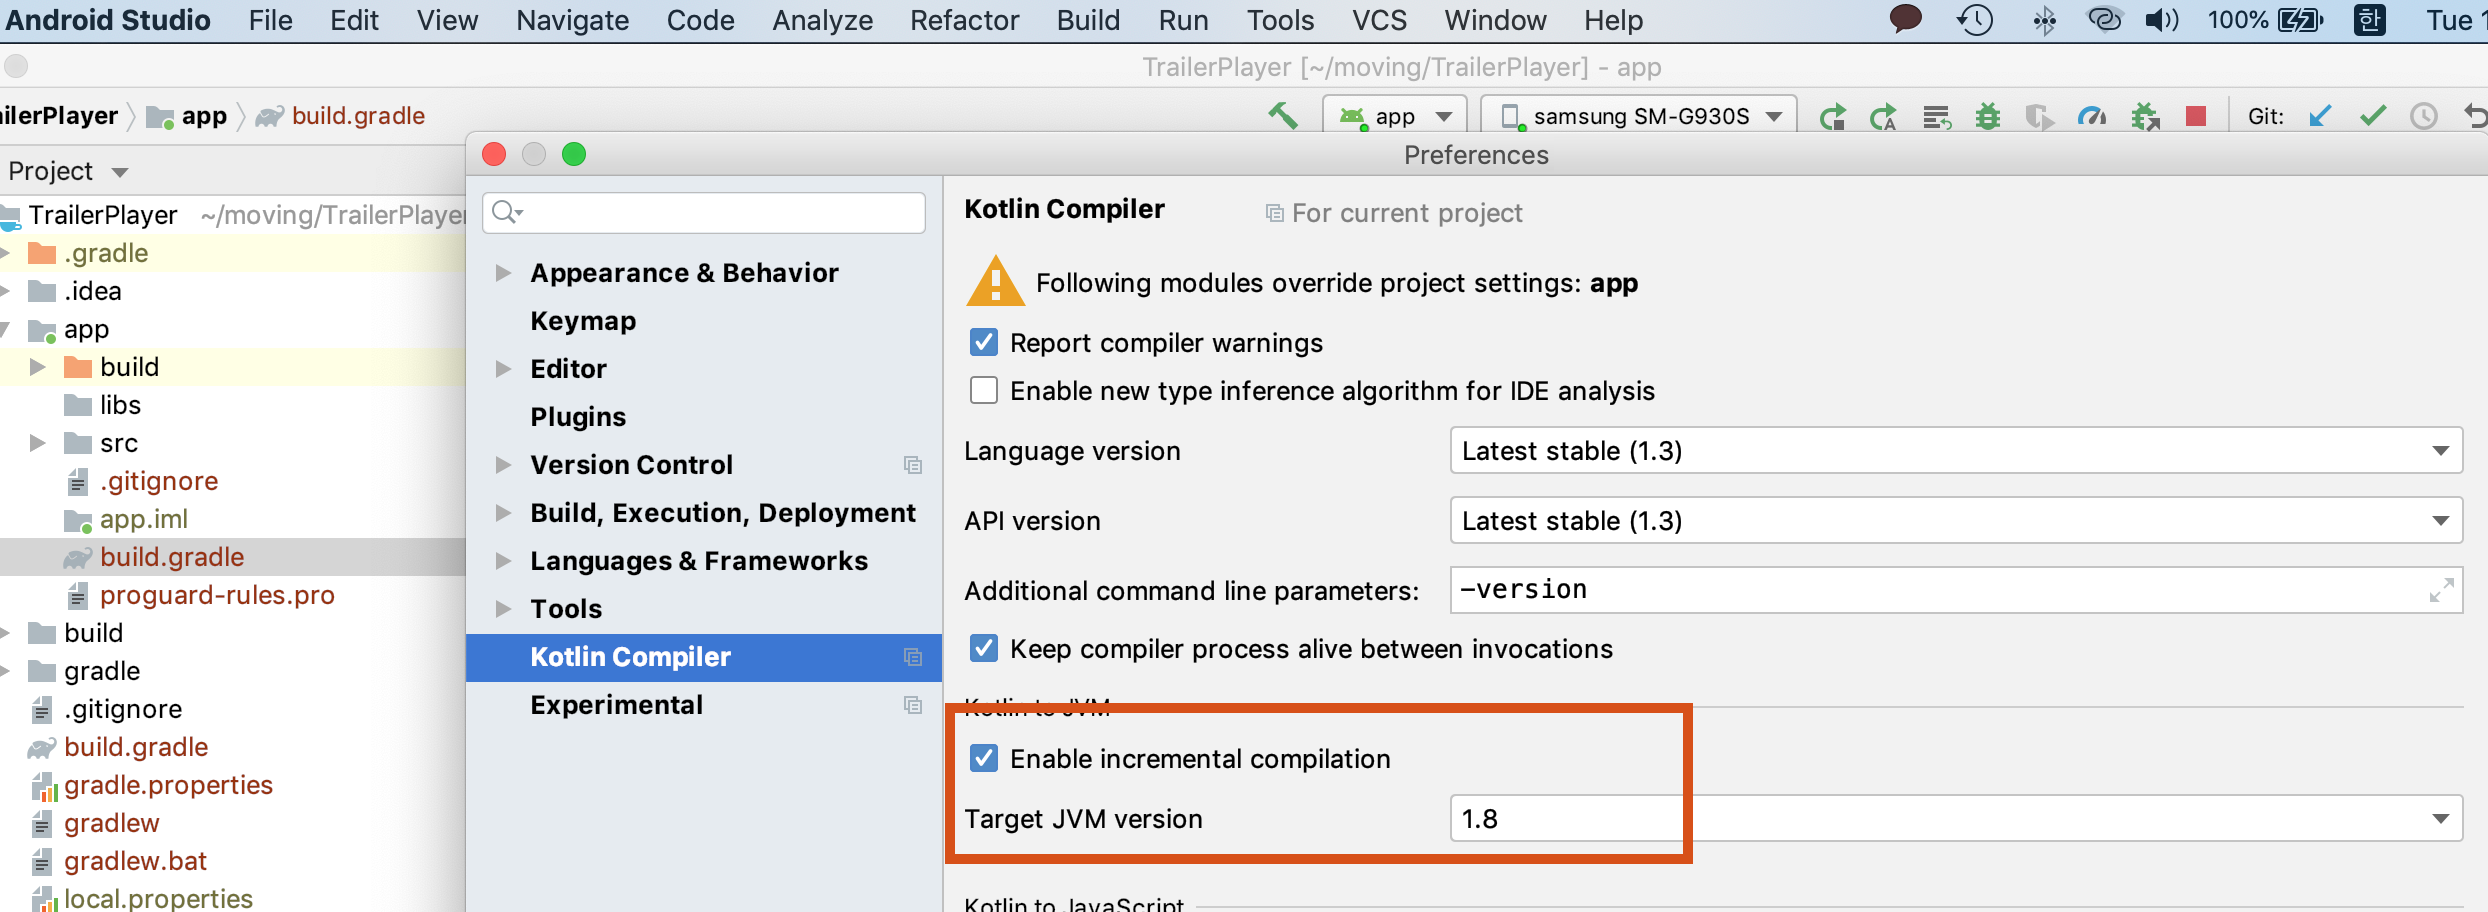 Android Studio File Edit View Navigate Code Analyze Refactor Build Run Tools VCS Window Help 100% 한 Tue
TrailerPlayer [~/moving/TrailerPlayer] - app
ilerPlayer app build.gradle app samsung SM-G930S Git:
Preferences
Project
TrailerPlayer ~/moving/TrailerPlayer
.gradle
.idea
app
build
libs
src
.gitignore
app.iml
build.gradle
proguard-rules.pro
build
gradle
.gitignore
build.gradle
gradle.properties
gradlew
gradlew.bat
local.properties
Appearance & Behavior
Keymap
Editor
Plugins
Version Control
Build, Execution, Deployment
Languages & Frameworks
Tools
Kotlin Compiler
Experimental
Kotlin Compiler For current project
Following modules override project settings: app
Report compiler warnings
Enable new type inference algorithm for IDE analysis
Language version Latest stable (1.3)
API version Latest stable (1.3)
Additional command line parameters: -version
Keep compiler process alive between invocations
Kotlin to JVM
Enable incremental compilation
Target JVM version 1.8
Kotlin to JavaScript